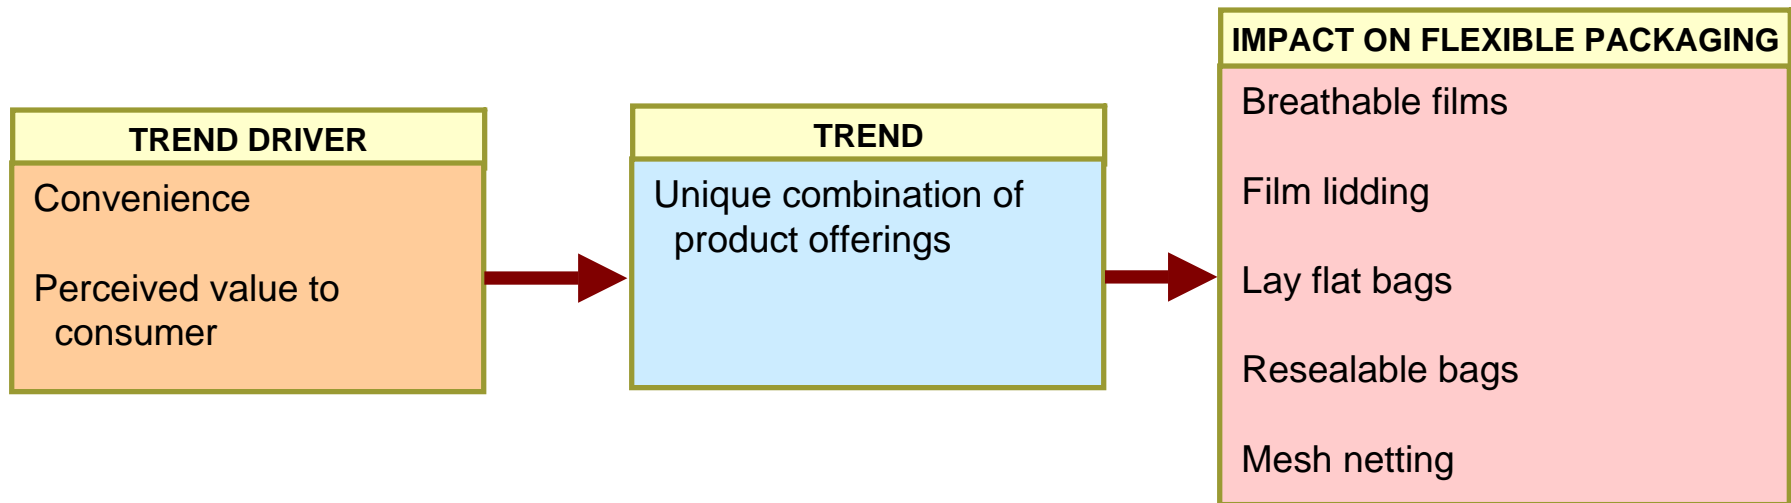 TREND DRIVER
Convenience
Perceived value to
consumer
TREND
Unique combination of
product offerings
IMPACT ON FLEXIBLE PACKAGING
Breathable films
Film lidding
Lay flat bags
Resealable bags
Mesh netting